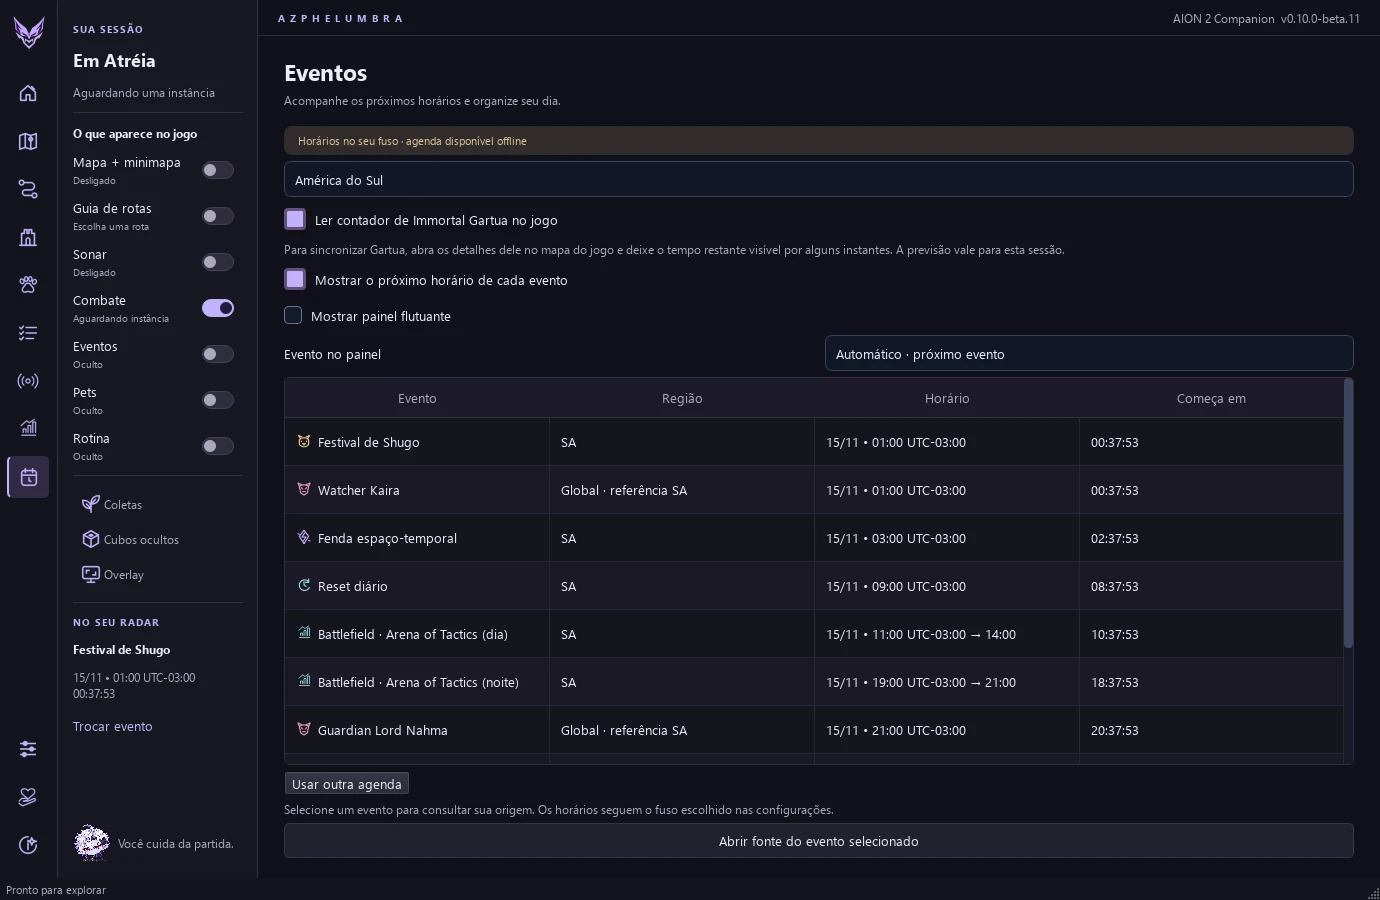 AZPHELUMBRA
AION 2 Companion v0.10.0-beta.11
SUA SESSÃO
Em Atréia
Aguardando uma instância
O que aparece no jogo
Mapa + minimapa
Desligado
Guia de rotas
Escolha uma rota
Sonar
Desligado
Combate
Aguardando instância
Eventos
Oculto
Pets
Oculto
Rotina
Oculto
Coletas
Cubos ocultos
Overlay
NO SEU RADAR
Festival de Shugo
15/11 • 01:00 UTC-03:00
00:37:53
Trocar evento
Você cuida da partida.
Eventos
Acompanhe os próximos horários e organize seu dia.
Horários no seu fuso · agenda disponível offline
América do Sul
Ler contador de Immortal Gartua no jogo
Para sincronizar Gartua, abra os detalhes dele no mapa do jogo e deixe o tempo restante visível por alguns instantes. A previsão vale para esta sessão.
Mostrar o próximo horário de cada evento
Mostrar painel flutuante
Evento no painel Automático · próximo evento
Evento Região Horário Começa em
Festival de Shugo SA 15/11 • 01:00 UTC-03:00 00:37:53
Watcher Kaira Global · referência SA 15/11 • 01:00 UTC-03:00 00:37:53
Fenda espaço-temporal SA 15/11 • 03:00 UTC-03:00 02:37:53
Reset diário SA 15/11 • 09:00 UTC-03:00 08:37:53
Battlefield · Arena of Tactics (dia) SA 15/11 • 11:00 UTC-03:00 → 14:00 10:37:53
Battlefield · Arena of Tactics (noite) SA 15/11 • 19:00 UTC-03:00 → 21:00 18:37:53
Guardian Lord Nahma Global · referência SA 15/11 • 21:00 UTC-03:00 20:37:53
Usar outra agenda
Selecione um evento para consultar sua origem. Os horários seguem o fuso escolhido nas configurações.
Abrir fonte do evento selecionado
Pronto para explorar